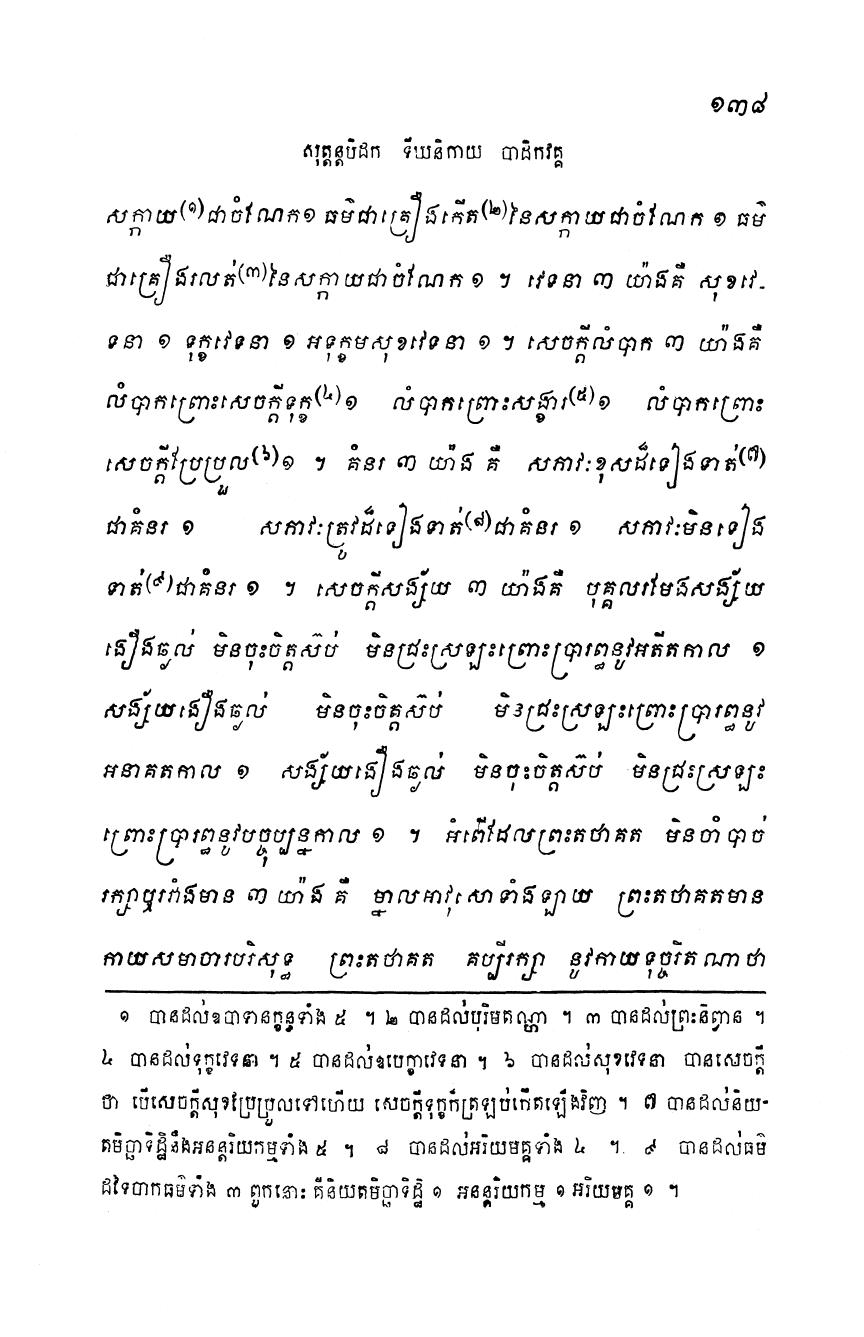 ១៣៨
សុត្តន្តបិដក ទីឃនិកាយ បាដិកវគ្គ
សក្កាយ(១)ជាចំណែក១ ធម៌ជាគ្រឿងកើត(២)នៃសក្កាយជាចំណែក ១ ធម៌
ជាគ្រឿងរលត់(៣)នៃសក្កាយជាចំណែក ១ ។ វេទនា ៣ យ៉ាងគឺ សុខវេ-
ទនា ១ ទុក្ខវេទនា ១ អទុក្ខមសុខវេទនា ១ ។ សេចក្តីលំបាក ៣ យ៉ាងគឺ
លំបាកព្រោះសេចក្តីទុក្ខ(៤)១ លំបាកព្រោះសង្ខារ(៥)១ លំបាកព្រោះ
សេចក្តីប្រែប្រួល(៦)១ ។ គំនរ ៣ យ៉ាង គឺ សភាវៈខុសដ៏ទៀងទាត់(៧)
ជាគំនរ ១ សភាវៈត្រូវដ៏ទៀងទាត់(៨)ជាគំនរ ១ សភាវៈមិនទៀង
ទាត់(៩)ជាគំនរ ១ ។ សេចក្តីសង្ស័យ ៣ យ៉ាងគឺ បុគ្គលរមែងសង្ស័យ
ងឿងឆ្ងល់ មិនចុះចិត្តស៊ប់ មិនជ្រះស្រឡះព្រោះប្រារព្ធនូវអតីតកាល ១
សង្ស័យងឿងឆ្ងល់ មិនចុះចិត្តស៊ប់ មិនជ្រះស្រឡះព្រោះប្រារព្ធនូវ
អនាគតកាល ១ សង្ស័យងឿងឆ្ងល់ មិនចុះចិត្តស៊ប់ មិនជ្រះស្រឡះ
ព្រោះប្រារព្ធនូវបច្ចុប្បន្នកាល ១ ។ អំពើដែលព្រះតថាគត មិនចាំបាច់
រក្សាឬរវាំងមាន ៣ យ៉ាង គឺ ម្នាលអាវុសោទាំងឡាយ ព្រះតថាគតមាន
កាយសមាចារបរិសុទ្ធ ព្រះតថាគត គប្បីរក្សា នូវកាយទុច្ចរិតណាថា
១ បានដល់ឧបាទានក្ខន្ធទាំង ៥ ។ ២ បានដល់បុរិមតណ្ហា ។ ៣ បានដល់ព្រះនិព្វាន ។
៤ បានដល់ទុក្ខវេទនា ។ ៥ បានដល់ឧបេក្ខាវេទនា ។ ៦ បានដល់សុខវេទនា បានសេចក្តី
ថា បើសេចក្តីសុខប្រែប្រួលទៅហើយ សេចក្តីទុក្ខក៏ត្រឡប់កើតឡើងវិញ ។ ៧ បានដល់និយ-
តមិច្ឆាទិដ្ឋិនឹងអនន្តរិយកម្មទាំង ៥ ។ ៨ បានដល់អរិយមគ្គទាំង ៤ ។ ៩ បានដល់ធម៌
ដទៃបាកធម៌ទាំង ៣ ពួកនោះ គឺនិយតមិច្ឆាទិដ្ឋិ ១ អនន្តរិយកម្ម ១ អរិយមគ្គ ១ ។